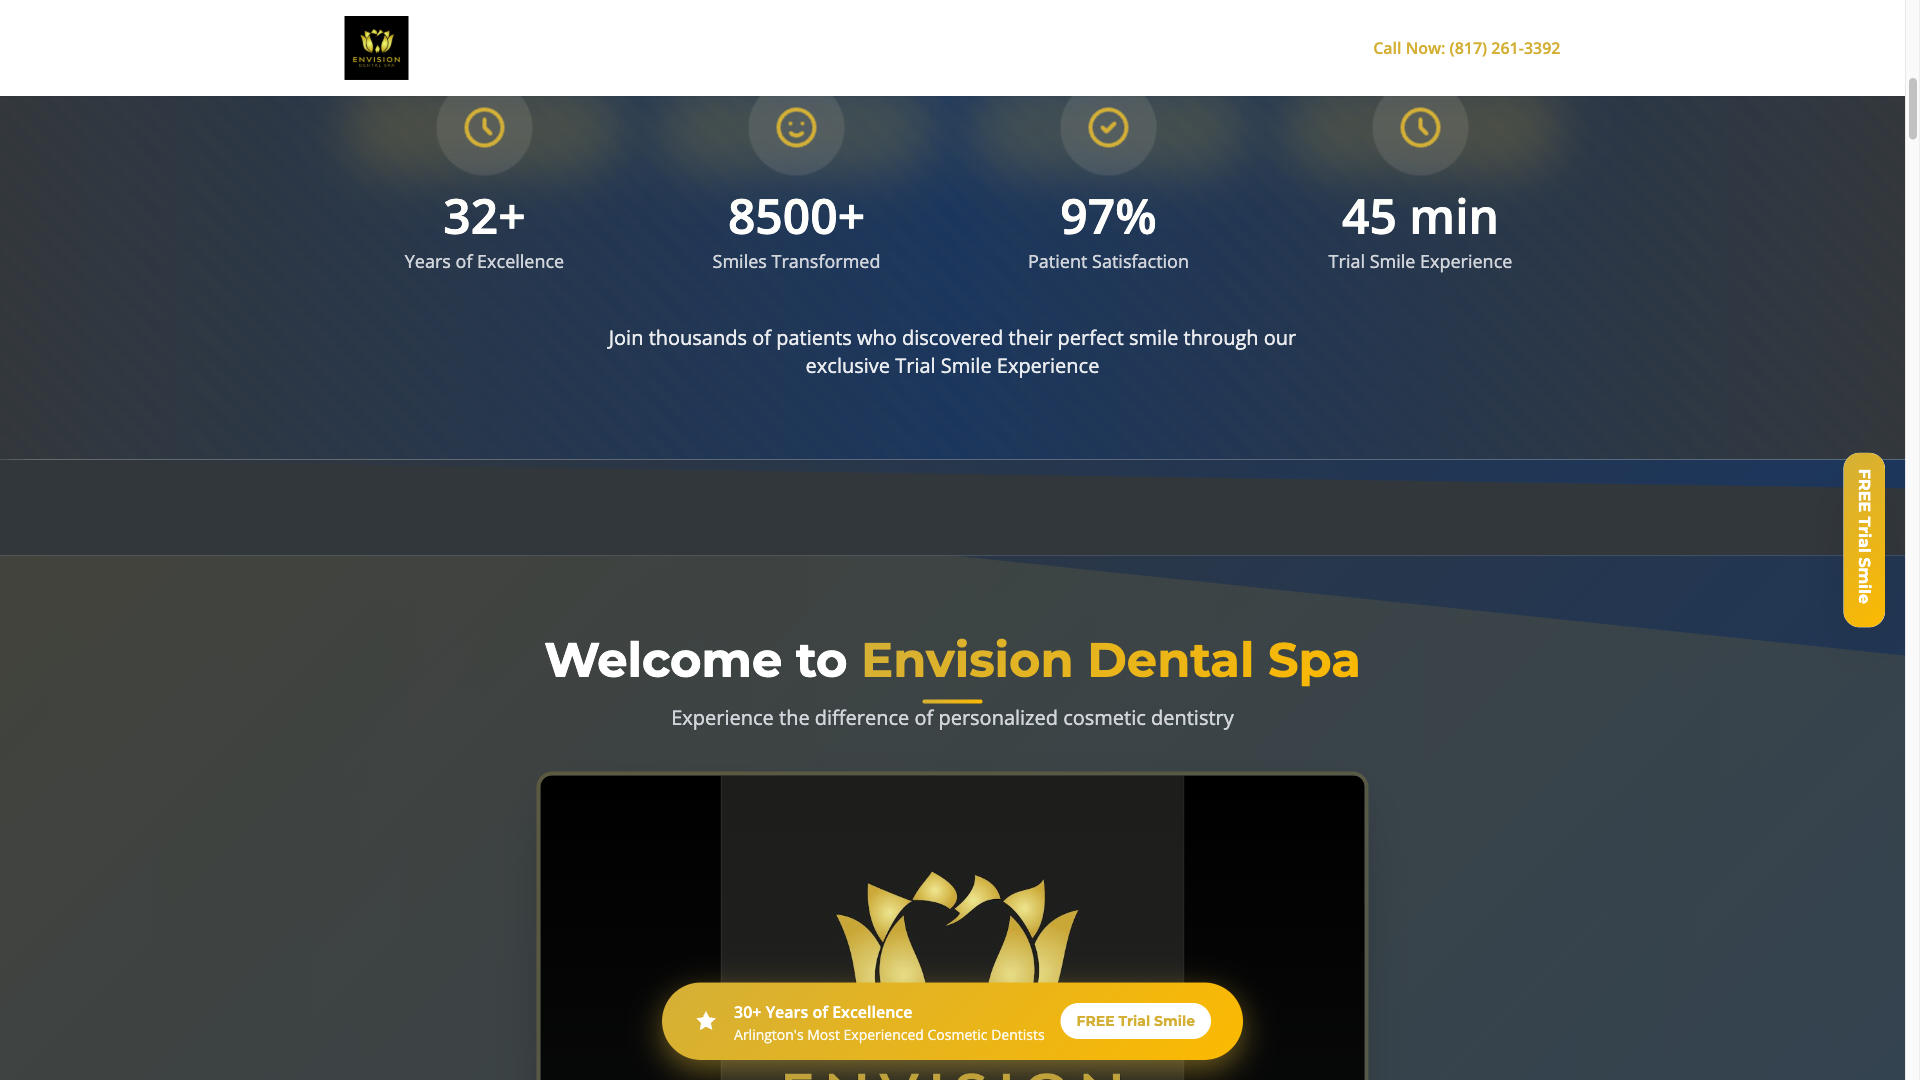 ENVISION
DENTAL SPA
Call Now: (817) 261-3392
32+
Years of Excellence
8500+
Smiles Transformed
97%
Patient Satisfaction
45 min
Trial Smile Experience
Join thousands of patients who discovered their perfect smile through our
exclusive Trial Smile Experience
FREE Trial Smile
Welcome to Envision Dental Spa
Experience the difference of personalized cosmetic dentistry
30+ Years of Excellence
Arlington's Most Experienced Cosmetic Dentists
FREE Trial Smile
ENVISION